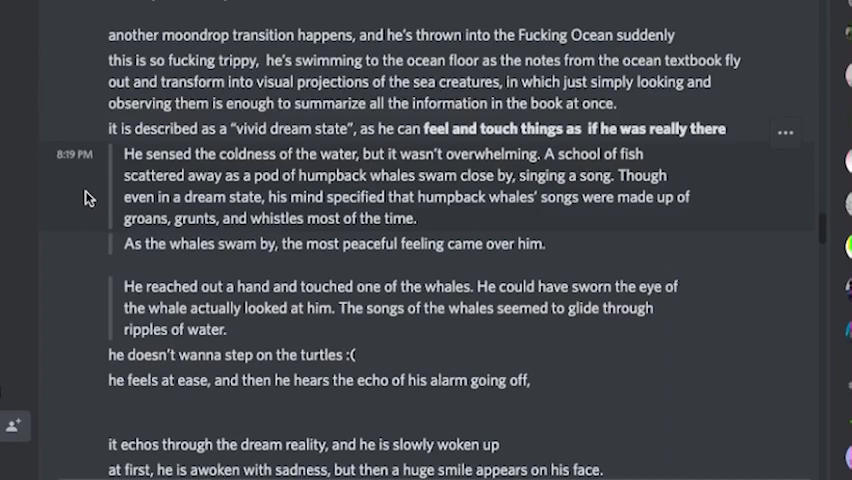 another moondrop transition happens, and he's thrown into the Fucking Ocean suddenly
this is so fucking trippy, he's swimming to the ocean floor as the notes from the ocean textbook fly
out and transform into visual projections of the sea creatures, in which just simply looking and
observing them is enough to summarize all the information in the book at once.
it is described as a “vivid dream state”, as he can feel and touch things as if he was really there
8:19 PM
He sensed the coldness of the water, but it wasn't overwhelming. A school of fish
scattered away as a pod of humpback whales swam close by, singing a song. Though
even in a dream state, his mind specified that humpback whales' songs were made up of
groans, grunts, and whistles most of the time.
As the whales swam by, the most peaceful feeling came over him.
He reached out a hand and touched one of the whales. He could have sworn the eye of
the whale actually looked at him. The songs of the whales seemed to glide through
ripples of water.
he doesn't wanna step on the turtles :(
he feels at ease, and then he hears the echo of his alarm going off,
it echos through the dream reality, and he is slowly woken up
at first, he is awoken with sadness, but then a huge smile appears on his face.